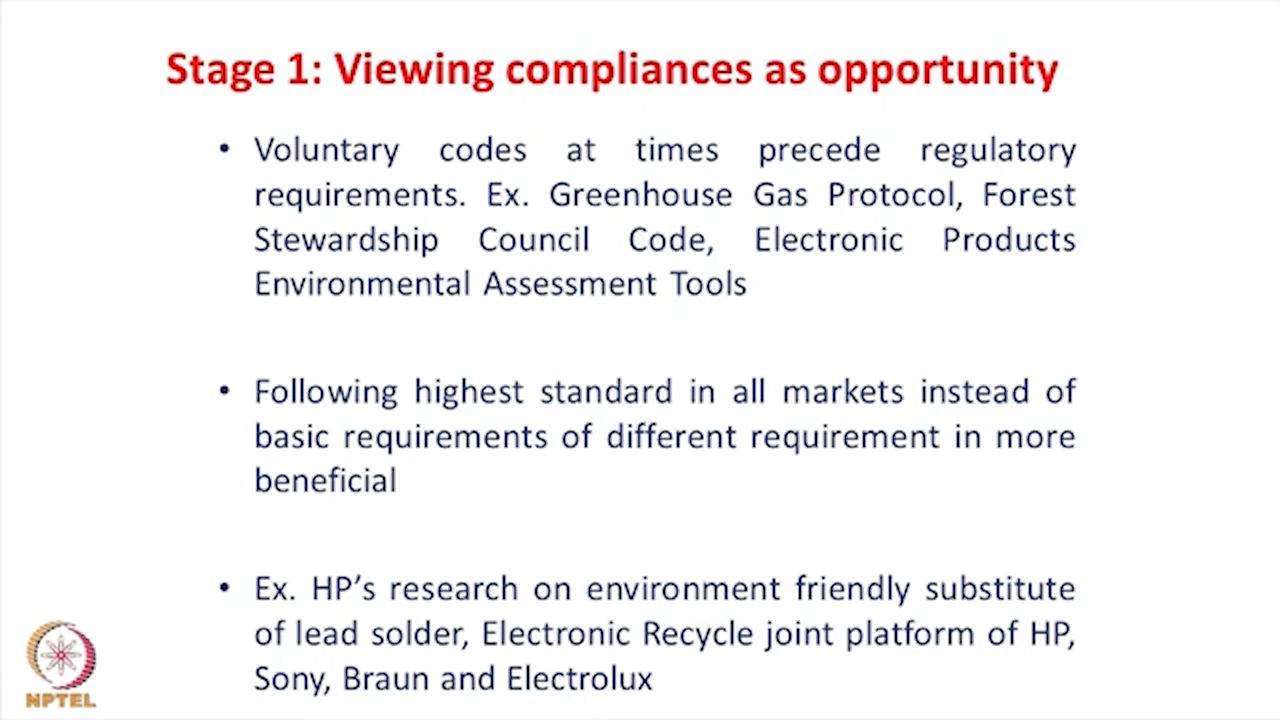 Stage 1: Viewing compliances as opportunity
• Voluntary codes at times precede regulatory
requirements. Ex. Greenhouse Gas Protocol, Forest
Stewardship Council Code, Electronic Products
Environmental Assessment Tools
• Following highest standard in all markets instead of
basic requirements of different requirement in more
beneficial
• Ex. HP’s research on environment friendly substitute
of lead solder, Electronic Recycle joint platform of HP,
Sony, Braun and Electrolux
NPTEL